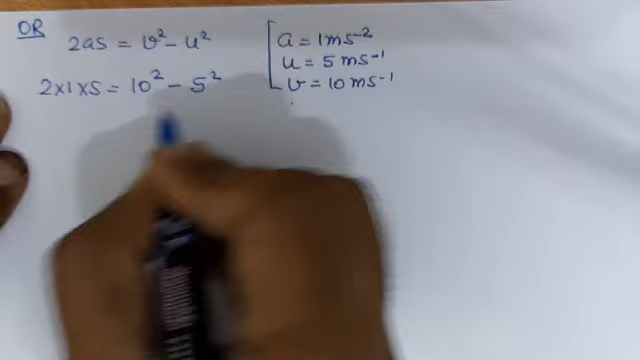 OR
2as = v² - u²
2×1×s = 10² - 5²
a = 1ms⁻²
u = 5 ms⁻¹
v = 10 ms⁻¹